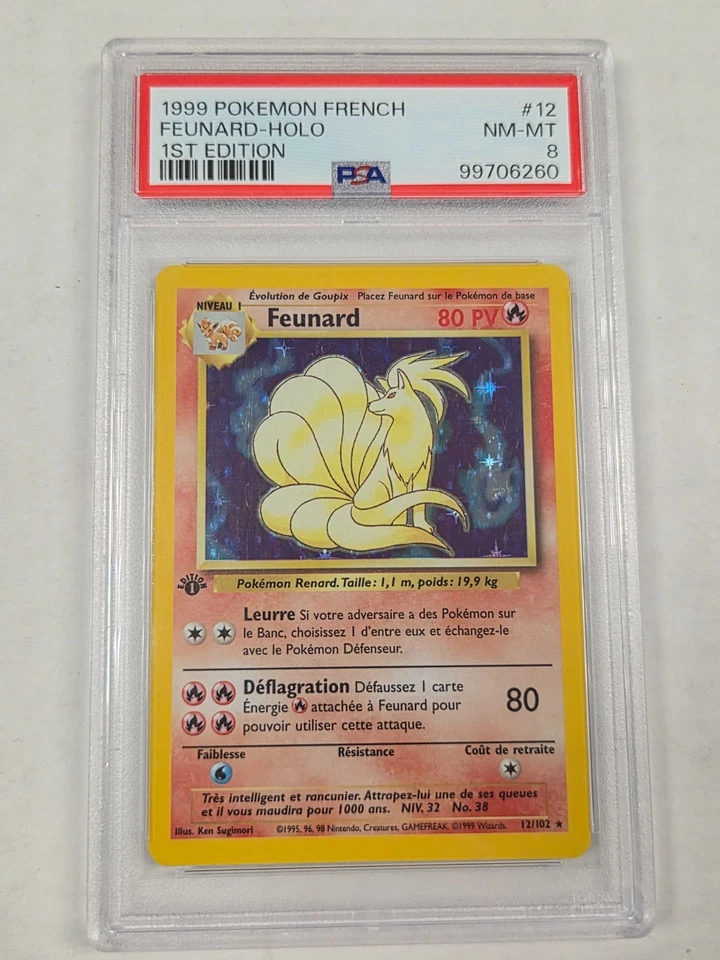 1999 POKEMON FRENCH #12
FEUNARD-HOLO NM-MT
1ST EDITION 8
PSA 99706260
Évolution de Goupix Placez Feunard sur le Pokémon de base
NIVEAU 1
Feunard 80 PV
EDITION
1
Pokémon Renard. Taille: 1,1 m, poids: 19,9 kg
Leurre Si votre adversaire a des Pokémon sur
le Banc, choisissez 1 d'entre eux et échangez-le
avec le Pokémon Défenseur.
Déflagration Défaussez 1 carte
Énergie attachée à Feunard pour
pouvoir utiliser cette attaque.
80
Faiblesse Résistance Coût de retraite
Très intelligent et rancunier. Attrapez-lui une de ses queues
et il vous maudira pour 1000 ans. NIV. 32 No. 38
Illus. Ken Sugimori ©1995, 96, 98 Nintendo, Creatures, GAMEFREAK. ©1999 Wizards. 12/102 ★